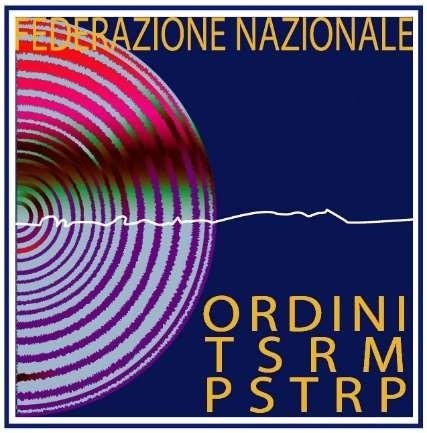 FEDERAZIONE NAZIONALE
ORDINI
TSRM
PSTRP